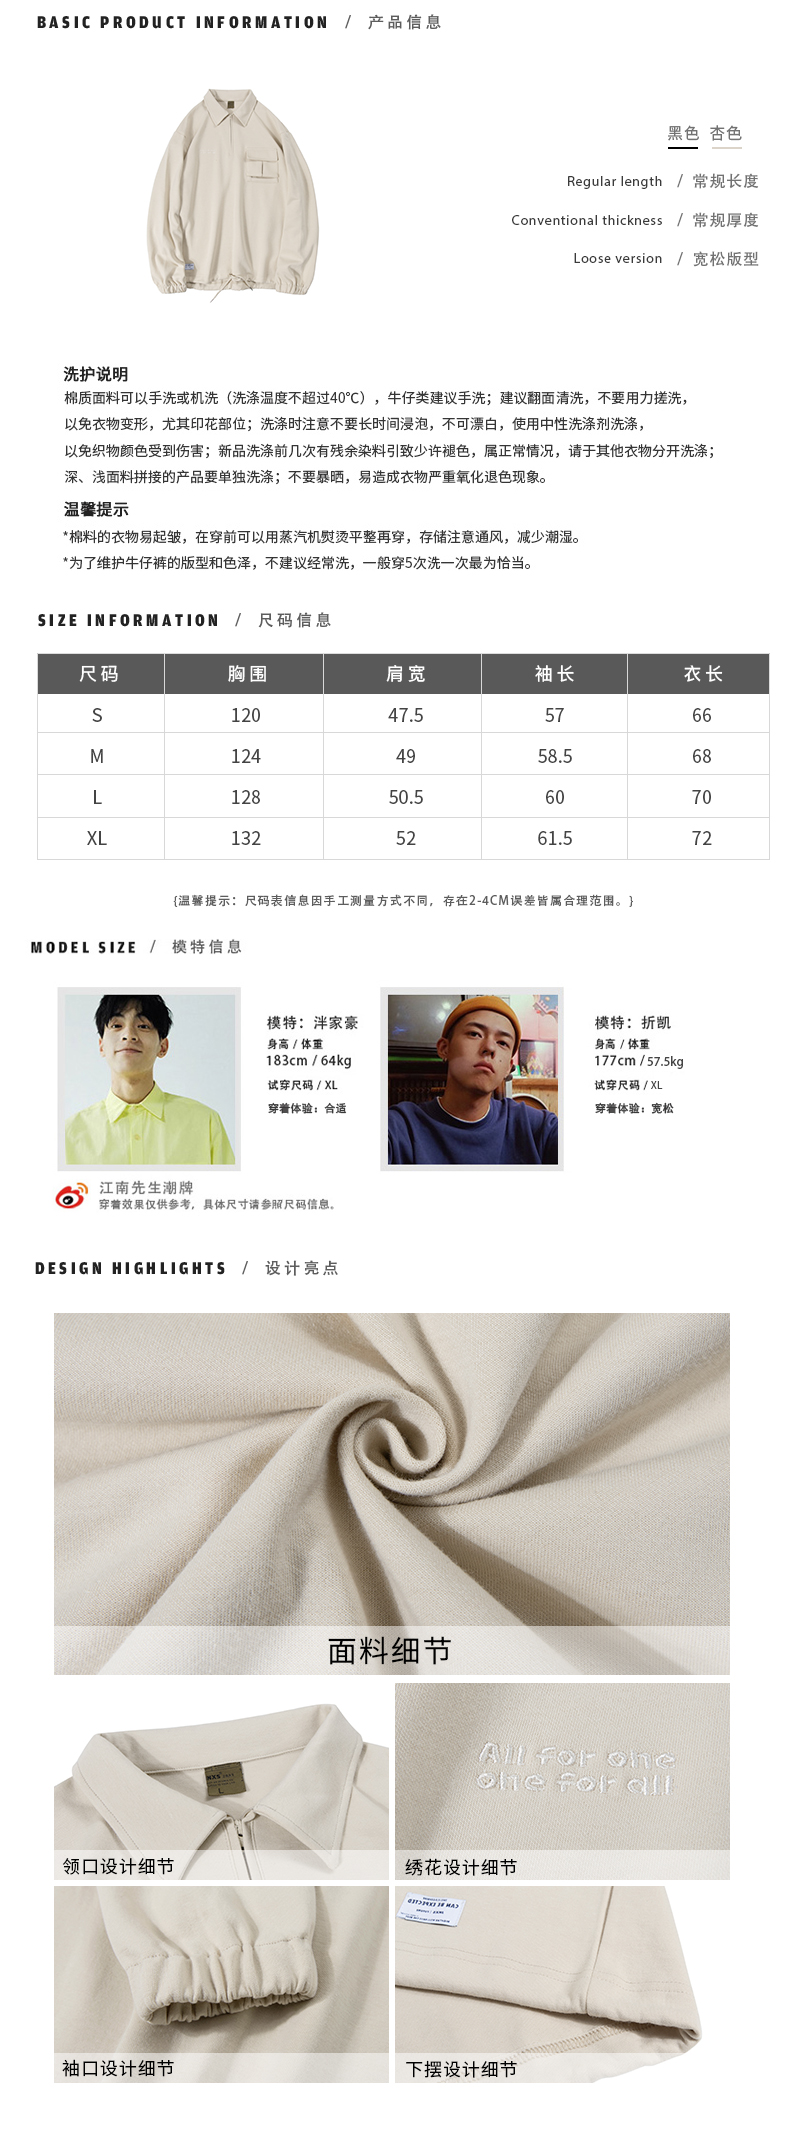 BASIC PRODUCT INFORMATION / 产品信息
黑色 杏色
Regular length / 常规长度
Conventional thickness / 常规厚度
Loose version / 宽松版型
洗护说明
棉质面料可以手洗或机洗（洗涤温度不超过40℃），牛仔类建议手洗；建议翻面清洗，不要用力搓洗，
以免衣物变形，尤其印花部位；洗涤时注意不要长时间浸泡，不可漂白，使用中性洗涤剂洗涤，
以免织物颜色受到伤害；新品洗涤前几次有残余染料引致少许褪色，属正常情况，请于其他衣物分开洗涤；
深、浅面料拼接的产品要单独洗涤；不要暴晒，易造成衣物严重氧化退色现象。
温馨提示
*棉料的衣物易起皱，在穿前可以用蒸汽机熨烫平整再穿，存储注意通风，减少潮湿。
*为了维护牛仔裤的版型和色泽，不建议经常洗，一般穿5次洗一次最为恰当。
SIZE INFORMATION / 尺码信息
尺码 胸围 肩宽 袖长 衣长
S 120 47.5 57 66
M 124 49 58.5 68
L 128 50.5 60 70
XL 132 52 61.5 72
{温馨提示：尺码表信息因手工测量方式不同，存在2-4CM误差皆属合理范围。}
MODEL SIZE / 模特信息
模特：泮家豪
身高 / 体重
183cm / 64kg
试穿尺码 / XL
穿着体验：合适
模特：折凯
身高 / 体重
177cm / 57.5kg
试穿尺码 / XL
穿着体验：宽松
江南先生潮牌
穿着效果仅供参考，具体尺寸请参照尺码信息。
DESIGN HIGHLIGHTS / 设计亮点
面料细节
L
All for one
one for all
领口设计细节
绣花设计细节
CAN BE EXPECTED
袖口设计细节
下摆设计细节